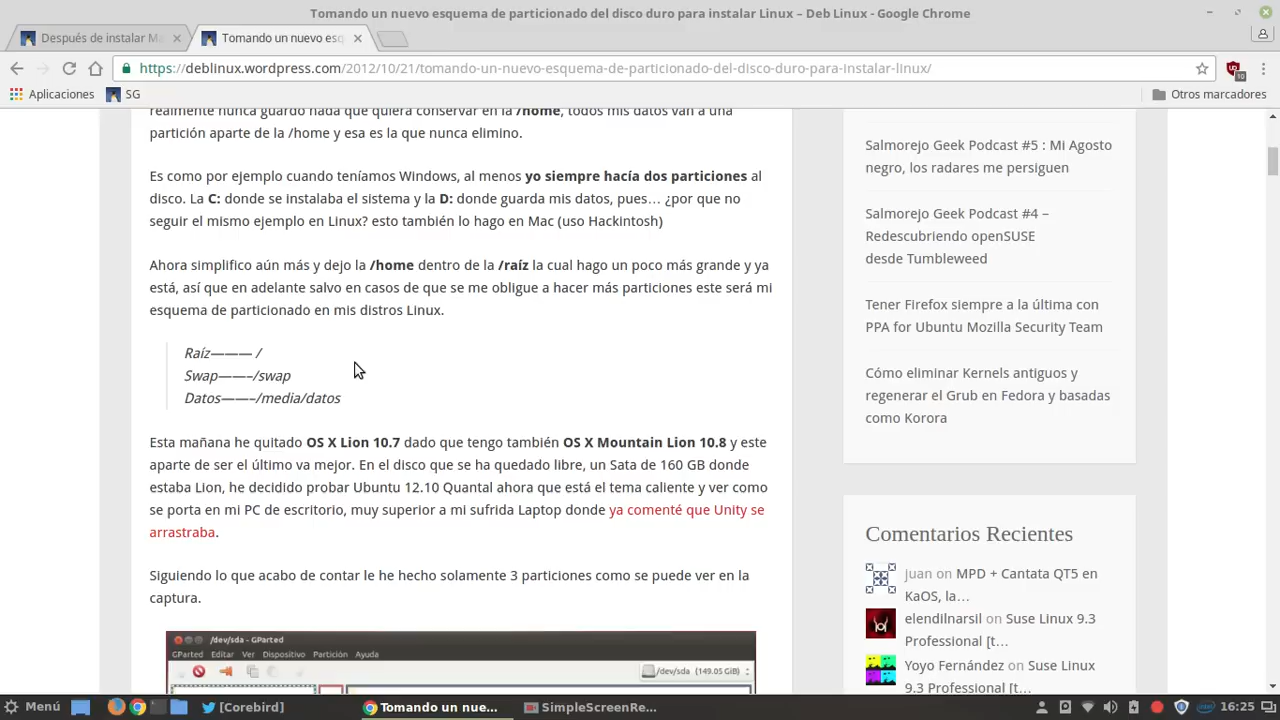 Tomando un nuevo esquema de particionado del disco duro para instalar Linux – Deb Linux - Google Chrome
Después de instalar Ma
Tomando un nuevo esq
https://deblinux.wordpress.com/2012/10/21/tomando-un-nuevo-esquema-de-particionado-del-disco-duro-para-instalar-linux/
10
Aplicaciones
SG
Otros marcadores
realmente nunca guardo nada que quiera conservar en la /home, todos mis datos van a una
partición aparte de la /home y esa es la que nunca elimino.
Es como por ejemplo cuando teníamos Windows, al menos yo siempre hacía dos particiones al
disco. La C: donde se instalaba el sistema y la D: donde guarda mis datos, pues… ¿por que no
seguir el mismo ejemplo en Linux? esto también lo hago en Mac (uso Hackintosh)
Ahora simplifico aún más y dejo la /home dentro de la /raíz la cual hago un poco más grande y ya
está, así que en adelante salvo en casos de que se me obligue a hacer más particiones este será mi
esquema de particionado en mis distros Linux.
Raíz——— /
Swap——–/swap
Datos——–/media/datos
Esta mañana he quitado OS X Lion 10.7 dado que tengo también OS X Mountain Lion 10.8 y este
aparte de ser el último va mejor. En el disco que se ha quedado libre, un Sata de 160 GB donde
estaba Lion, he decidido probar Ubuntu 12.10 Quantal ahora que está el tema caliente y ver como
se porta en mi PC de escritorio, muy superior a mi sufrida Laptop donde ya comenté que Unity se
arrastraba.
Siguiendo lo que acabo de contar le he hecho solamente 3 particiones como se puede ver en la
captura.
/dev/sda - GParted
GParted Editar Ver Dispositivo Partición Ayuda
/dev/sda (149.05 GiB)
Salmorejo Geek Podcast #5 : Mi Agosto
negro, los radares me persiguen
Salmorejo Geek Podcast #4 –
Redescubriendo openSUSE
desde Tumbleweed
Tener Firefox siempre a la última con
PPA for Ubuntu Mozilla Security Team
Cómo eliminar Kernels antiguos y
regenerar el Grub en Fedora y basadas
como Korora
Comentarios Recientes
juan on MPD + Cantata QT5 en
KaOS, la…
elendilnarsil on Suse Linux
9.3 Professional [t…
Yoyo Fernández on Suse Linux
9.3 Professional [t…
Menú
[Corebird]
Tomando un nue...
SimpleScreenRe...
16:25